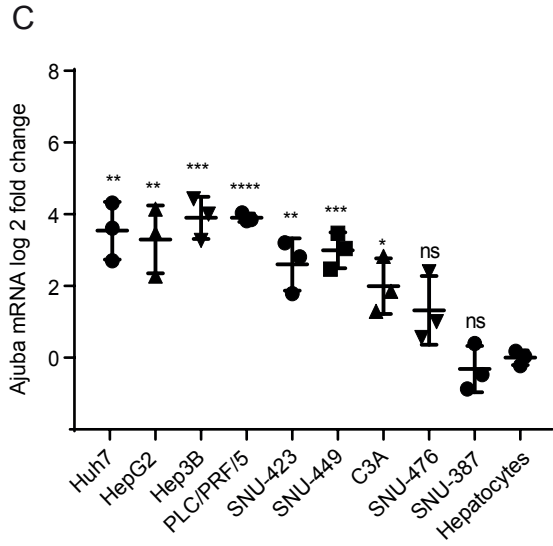 C
Ajuba mRNA log 2 fold change
8
6
4
2
0
**
**
***
****
**
***
*
ns
ns
Huh7
HepG2
Hep3B
PLC/PRF/5
SNU-423
SNU-449
C3A
SNU-476
SNU-387
Hepatocytes